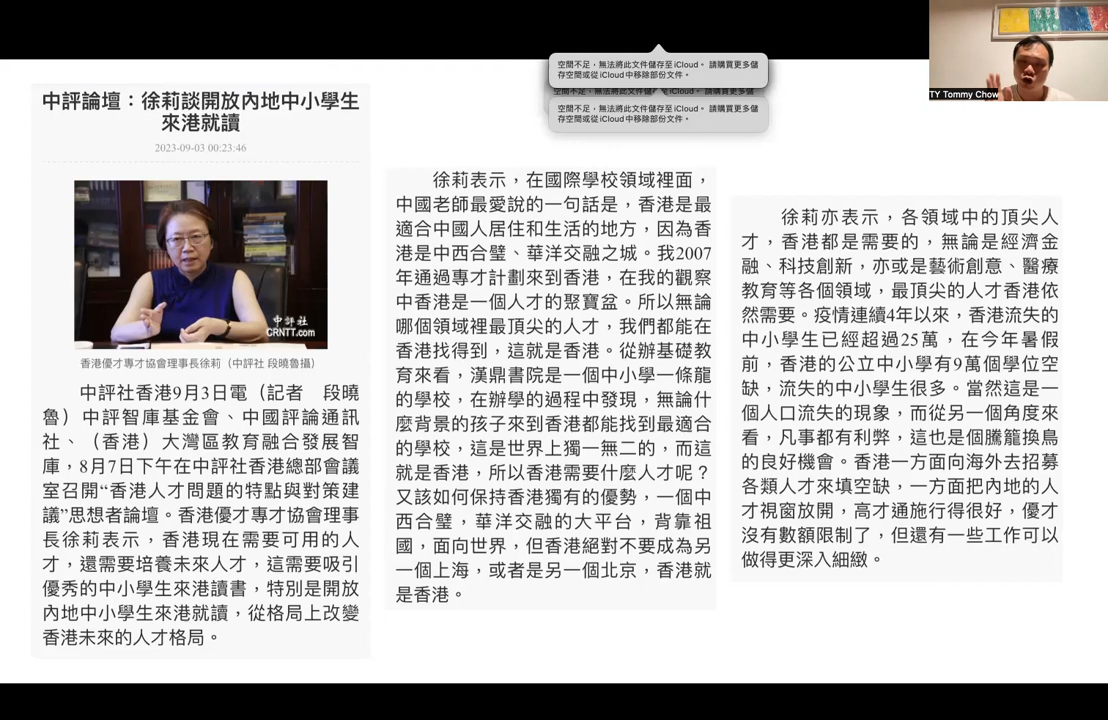 空間不足，無法將此文件儲存至 iCloud。 請購買更多儲
存空間或從 iCloud 中移除部份文件。
空間不足，無法將此文件儲存至 iCloud。 請購買更多儲
空間不足，無法將此文件儲存至 iCloud。 請購買更多儲
存空間或從 iCloud 中移除部份文件。
TY Tommy Chow
中評論壇：徐莉談開放內地中小學生
來港就讀
2023-09-03 00:23:46
中評社
CRNTT.com
香港優才專才協會理事長徐莉（中評社 段曉魯攝）
中評社香港9月3日電（記者　段曉
魯）中評智庫基金會、中國評論通訊
社、（香港）大灣區教育融合發展智
庫，8月7日下午在中評社香港總部會議
室召開“香港人才問題的特點與對策建
議”思想者論壇。香港優才專才協會理事
長徐莉表示，香港現在需要可用的人
才，還需要培養未來人才，這需要吸引
優秀的中小學生來港讀書，特別是開放
內地中小學生來港就讀，從格局上改變
香港未來的人才格局。
徐莉表示，在國際學校領域裡面，
中國老師最愛說的一句話是，香港是最
適合中國人居住和生活的地方，因為香
港是中西合璧、華洋交融之城。我2007
年通過專才計劃來到香港，在我的觀察
中香港是一個人才的聚寶盆。所以無論
哪個領域裡最頂尖的人才，我們都能在
香港找得到，這就是香港。從辦基礎教
育來看，漢鼎書院是一個中小學一條龍
的學校，在辦學的過程中發現，無論什
麼背景的孩子來到香港都能找到最適合
的學校，這是世界上獨一無二的，而這
就是香港，所以香港需要什麼人才呢？
又該如何保持香港獨有的優勢，一個中
西合璧，華洋交融的大平台，背靠祖
國，面向世界，但香港絕對不要成為另
一個上海，或者是另一個北京，香港就
是香港。
徐莉亦表示，各領域中的頂尖人
才，香港都是需要的，無論是經濟金
融、科技創新，亦或是藝術創意、醫療
教育等各個領域，最頂尖的人才香港依
然需要。疫情連續4年以來，香港流失的
中小學生已經超過25萬，在今年暑假
前，香港的公立中小學有9萬個學位空
缺，流失的中小學生很多。當然這是一
個人口流失的現象，而從另一個角度來
看，凡事都有利弊，這也是個騰籠換鳥
的良好機會。香港一方面向海外去招募
各類人才來填空缺，一方面把內地的人
才視窗放開，高才通施行得很好，優才
沒有數額限制了，但還有一些工作可以
做得更深入細緻。